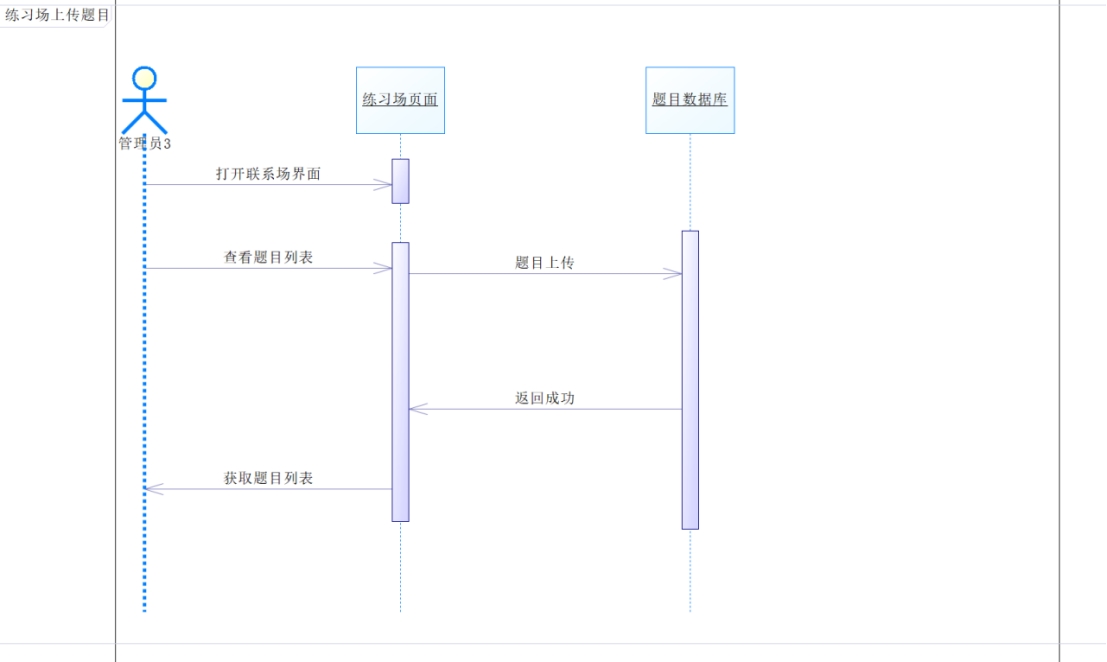 练习场上传题目
练习场页面
题目数据库
管理员3
打开联系场界面
查看题目列表
题目上传
返回成功
获取题目列表